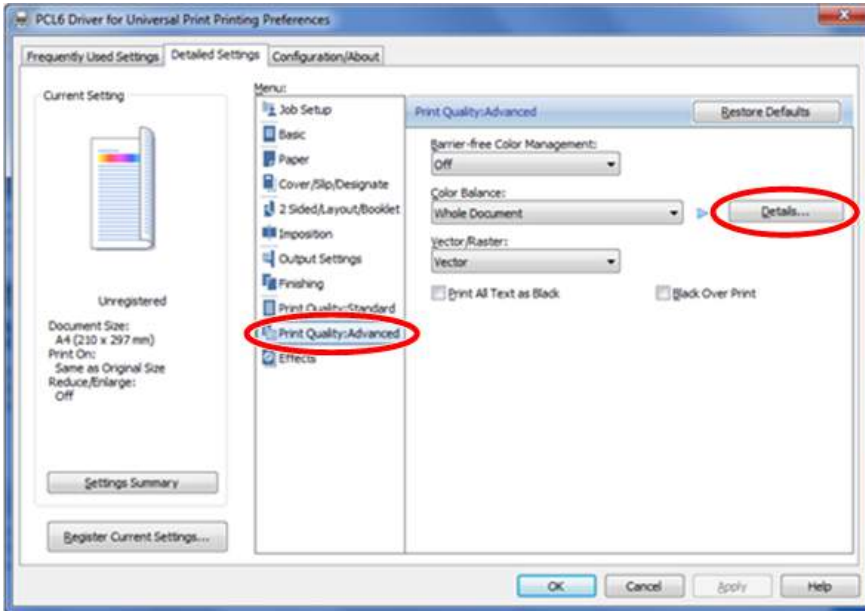 PCL6 Driver for Universal Print Printing Preferences
Frequently Used Settings
Detailed Settings
Configuration/About
Current Setting
Unregistered
Document Size:
A4 (210 x 297 mm)
Print On:
Same as Original Size
Reduce/Enlarge:
Off
Settings Summary
Register Current Settings...
Menu:
Job Setup
Basic
Paper
Cover/Slip/Designate
2 Sided/Layout/Booklet
Imposition
Output Settings
Finishing
Print Quality:Standard
Print Quality:Advanced
Effects
Print Quality:Advanced
Restore Defaults
Barrier-free Color Management:
Off
Color Balance:
Whole Document
Details...
Vector/Raster:
Vector
Print All Text as Black
Black Over Print
OK
Cancel
Apply
Help